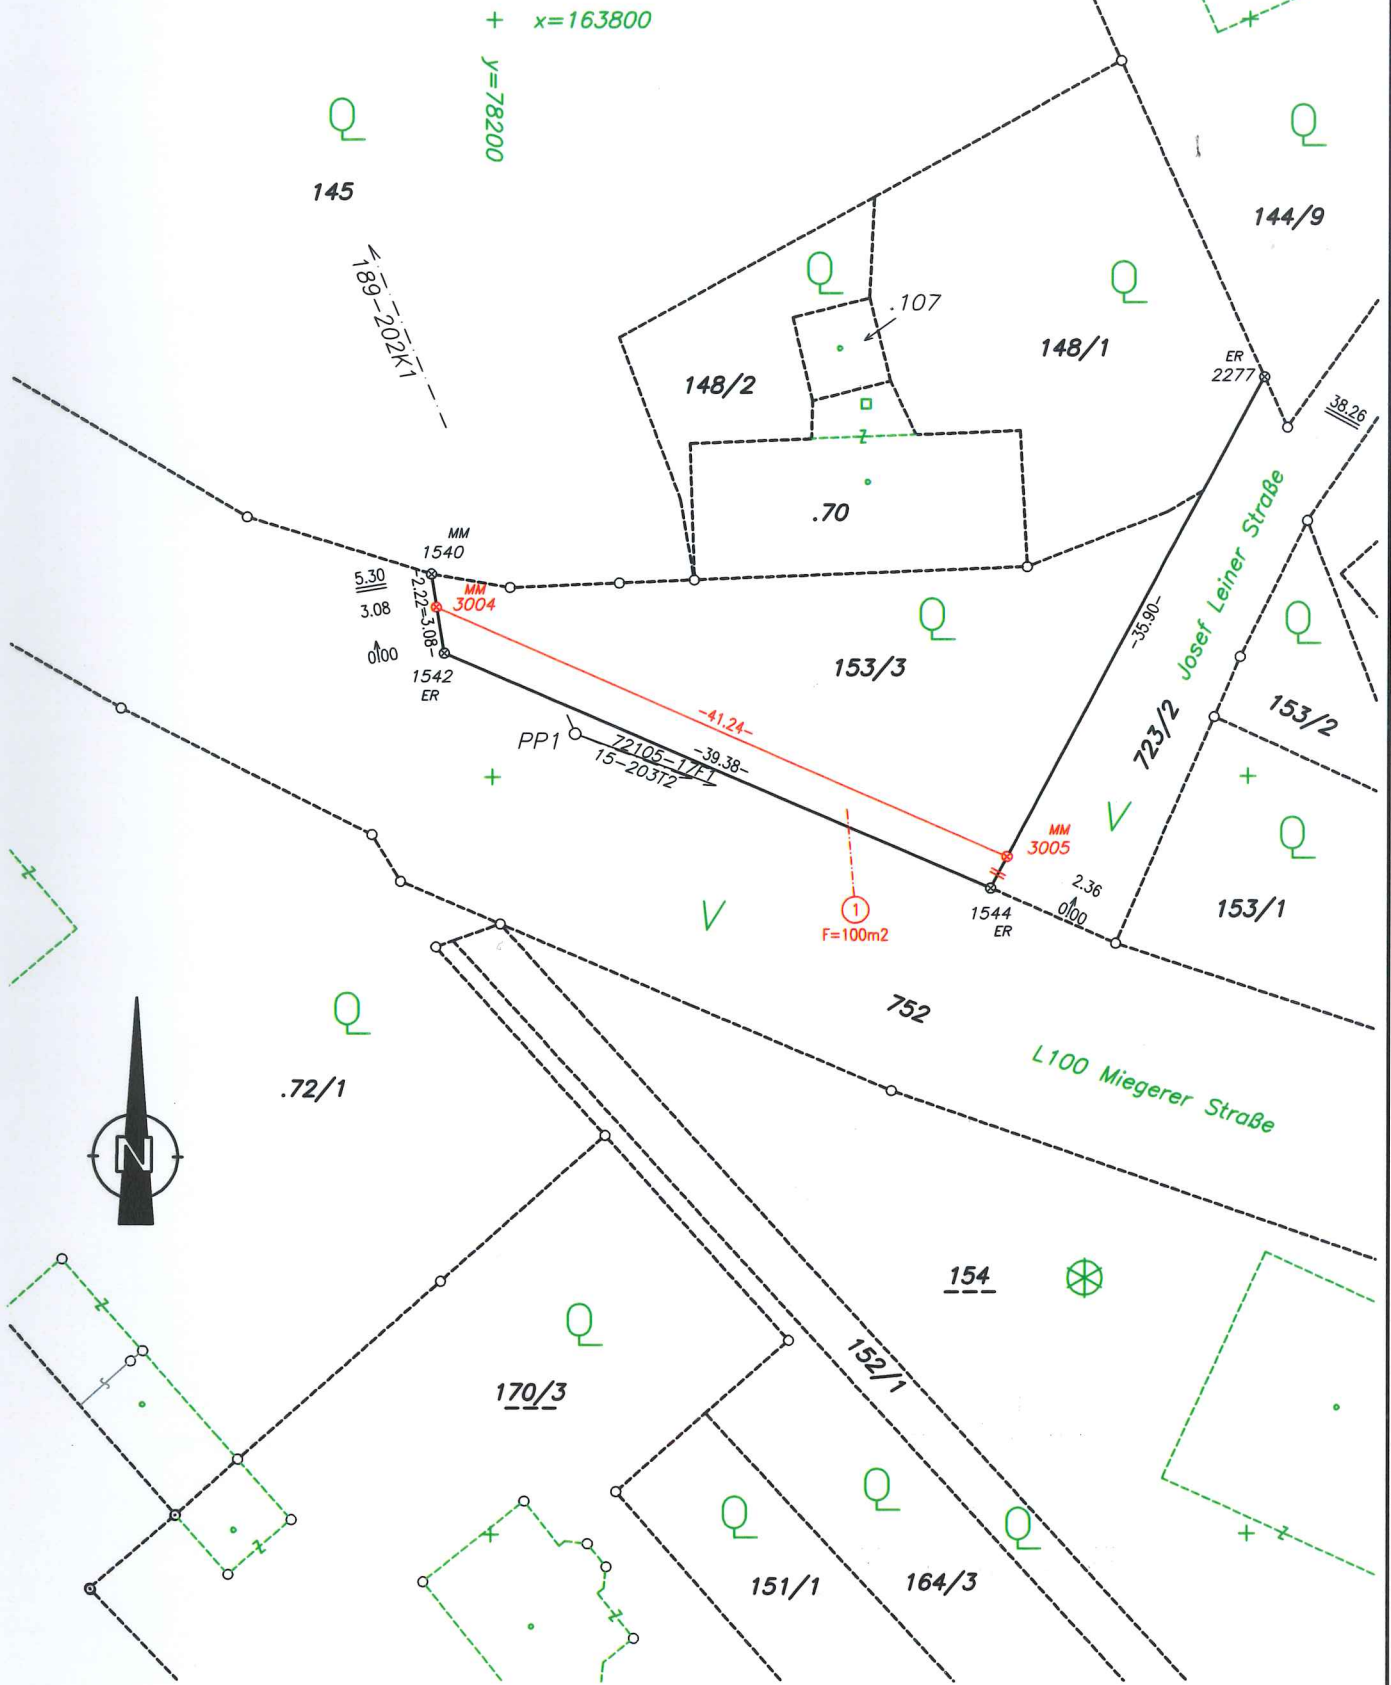 x=163800
y=78200
145
144/9
189-202K1
.107
148/1
148/2
ER
2277
38.26
.70
MM
1540
5.30
3.08
-2.22=3.08-
MM
3004
0.00
1542
ER
153/3
-35.90-
Josef Leiner Straße
723/2
153/2
-41.24-
PP1
72105-17F1
15-203T2
-39.38-
MM
3005
V
1
F=100m2
2.36
0.00
1544
ER
153/1
V
752
L100 Miegerer Straße
.72/1
N
154
152/1
170/3
151/1
164/3